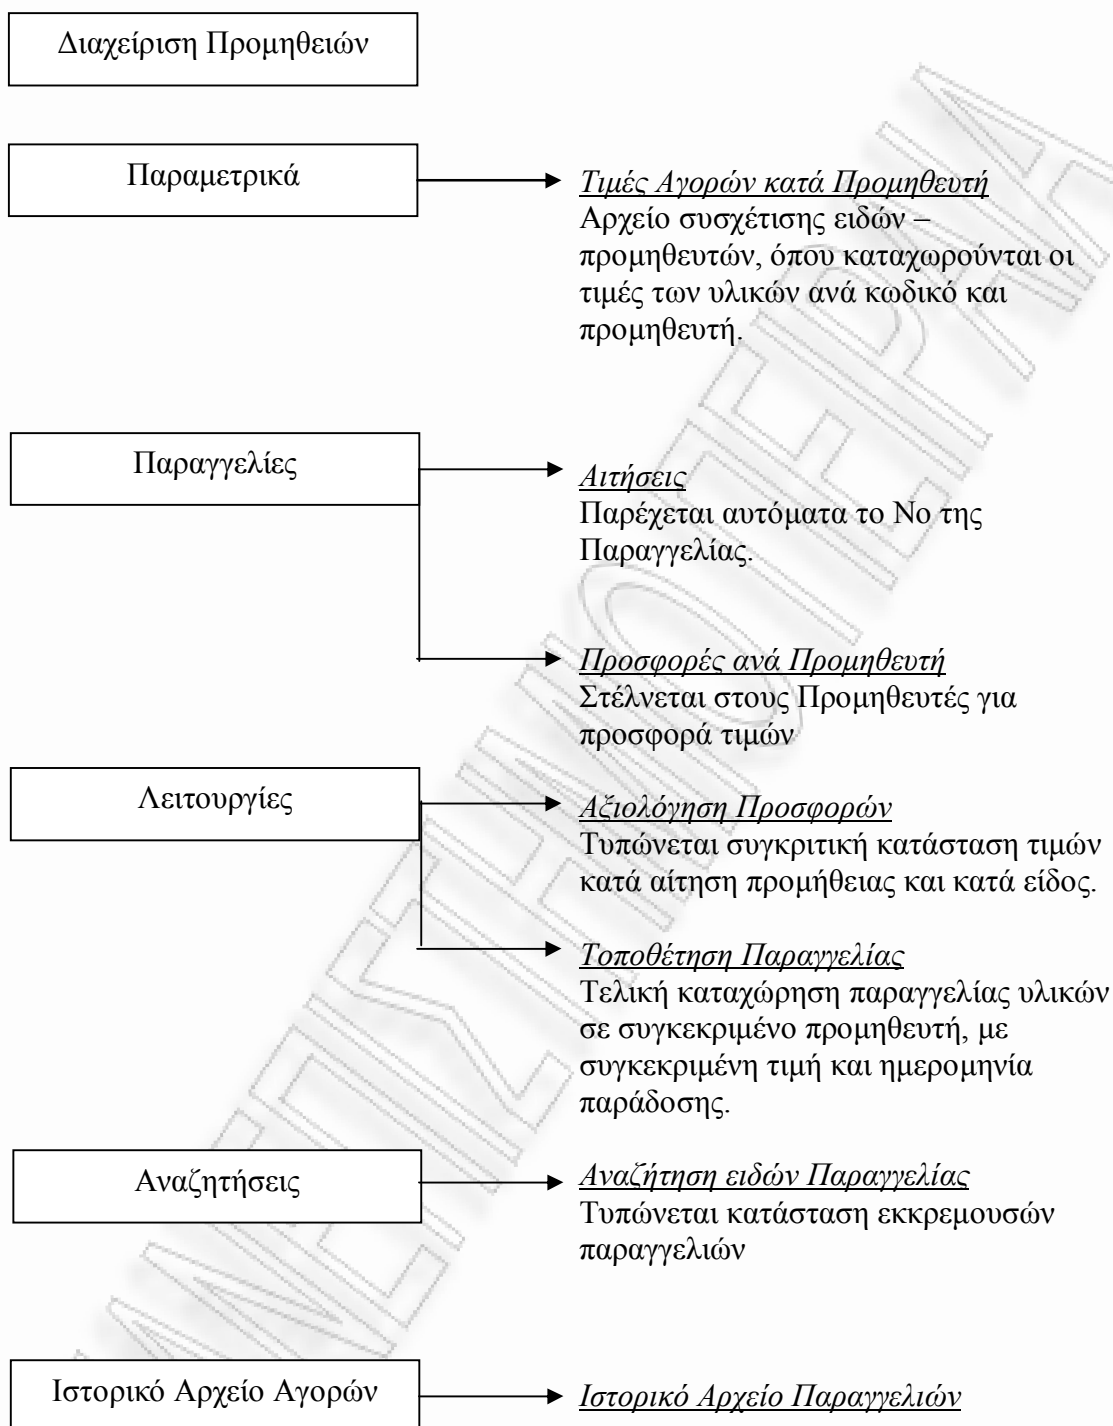 Διαχείριση Προμηθειών
Παραμετρικά
Τιμές Αγορών κατά Προμηθευτή
Αρχείο συσχέτισης ειδών –
προμηθευτών, όπου καταχωρούνται οι
τιμές των υλικών ανά κωδικό και
προμηθευτή.
Παραγγελίες
Αιτήσεις
Παρέχεται αυτόματα το Νο της
Παραγγελίας.
Προσφορές ανά Προμηθευτή
Στέλνεται στους Προμηθευτές για
προσφορά τιμών
Λειτουργίες
Αξιολόγηση Προσφορών
Τυπώνεται συγκριτική κατάσταση τιμών
κατά αίτηση προμήθειας και κατά είδος.
Τοποθέτηση Παραγγελίας
Τελική καταχώρηση παραγγελίας υλικών
σε συγκεκριμένο προμηθευτή, με
συγκεκριμένη τιμή και ημερομηνία
παράδοσης.
Αναζητήσεις
Αναζήτηση ειδών Παραγγελίας
Τυπώνεται κατάσταση εκκρεμουσών
παραγγελιών
Ιστορικό Αρχείο Αγορών
Ιστορικό Αρχείο Παραγγελιών
ΠΑΝΕΠΙΣΤΗΜΙΟ ΠΕΙΡΑΙΑ